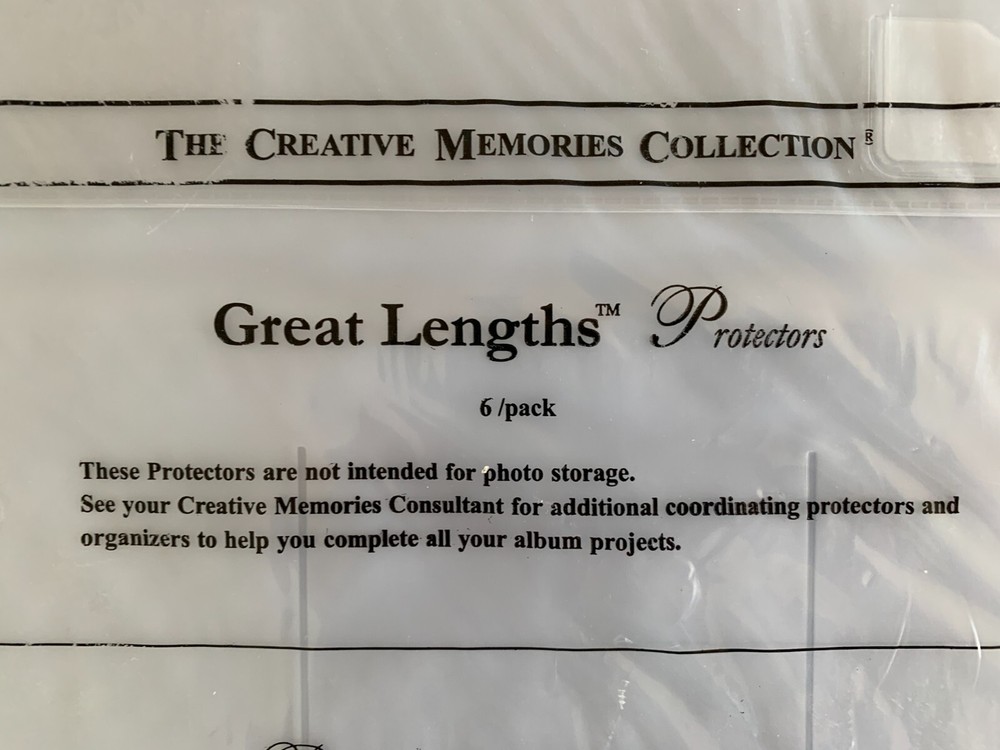 THE CREATIVE MEMORIES COLLECTION®
Great Lengths™ Protectors
6 /pack
These Protectors are not intended for photo storage.
See your Creative Memories Consultant for additional coordinating protectors and
organizers to help you complete all your album projects.